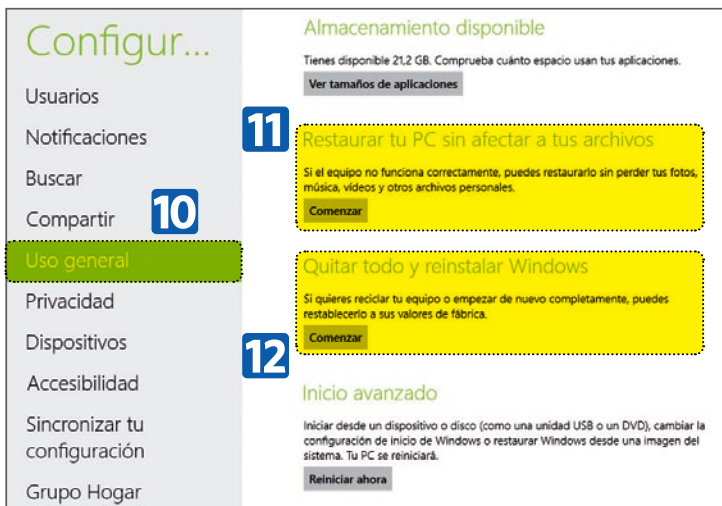 Configur...
Usuarios
Notificaciones
Buscar
Compartir
10
Uso general
Privacidad
Dispositivos
Accesibilidad
Sincronizar tu
configuración
Grupo Hogar
Almacenamiento disponible
Tienes disponible 21,2 GB. Comprueba cuánto espacio usan tus aplicaciones.
Ver tamaños de aplicaciones
11
Restaurar tu PC sin afectar a tus archivos
Si el equipo no funciona correctamente, puedes restaurarlo sin perder tus fotos,
música, vídeos y otros archivos personales.
Comenzar
Quitar todo y reinstalar Windows
Si quieres reciclar tu equipo o empezar de nuevo completamente, puedes
restablecerlo a sus valores de fábrica.
Comenzar
12
Inicio avanzado
Iniciar desde un dispositivo o disco (como una unidad USB o un DVD), cambiar la
configuración de inicio de Windows o restaurar Windows desde una imagen del
sistema. Tu PC se reiniciará.
Reiniciar ahora